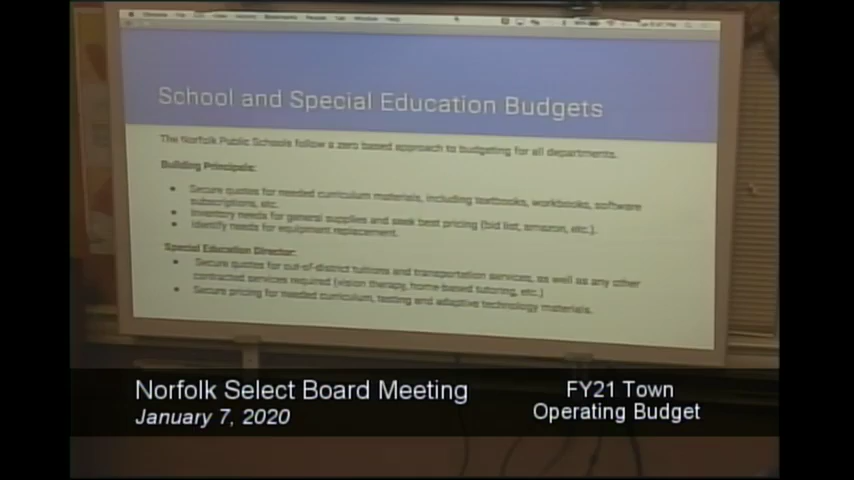 School and Special Education Budgets
The Norfolk Public Schools follow a zero based approach to budgeting for all departments.
Building Principals:
Secure quotes for needed curriculum materials, including textbooks, workbooks, software
subscriptions, etc.
Inventory needs for general supplies and seek best pricing (bid list, amazon, etc.).
Identify needs for equipment replacement.
Special Education Director:
Secure quotes for out-of-district tuitions and transportation services, as well as any other
contracted services required (vision therapy, home based tutoring, etc.)
Secure pricing for needed curriculum, testing and adaptive technology materials.
Norfolk Select Board Meeting
January 7, 2020
FY21 Town
Operating Budget